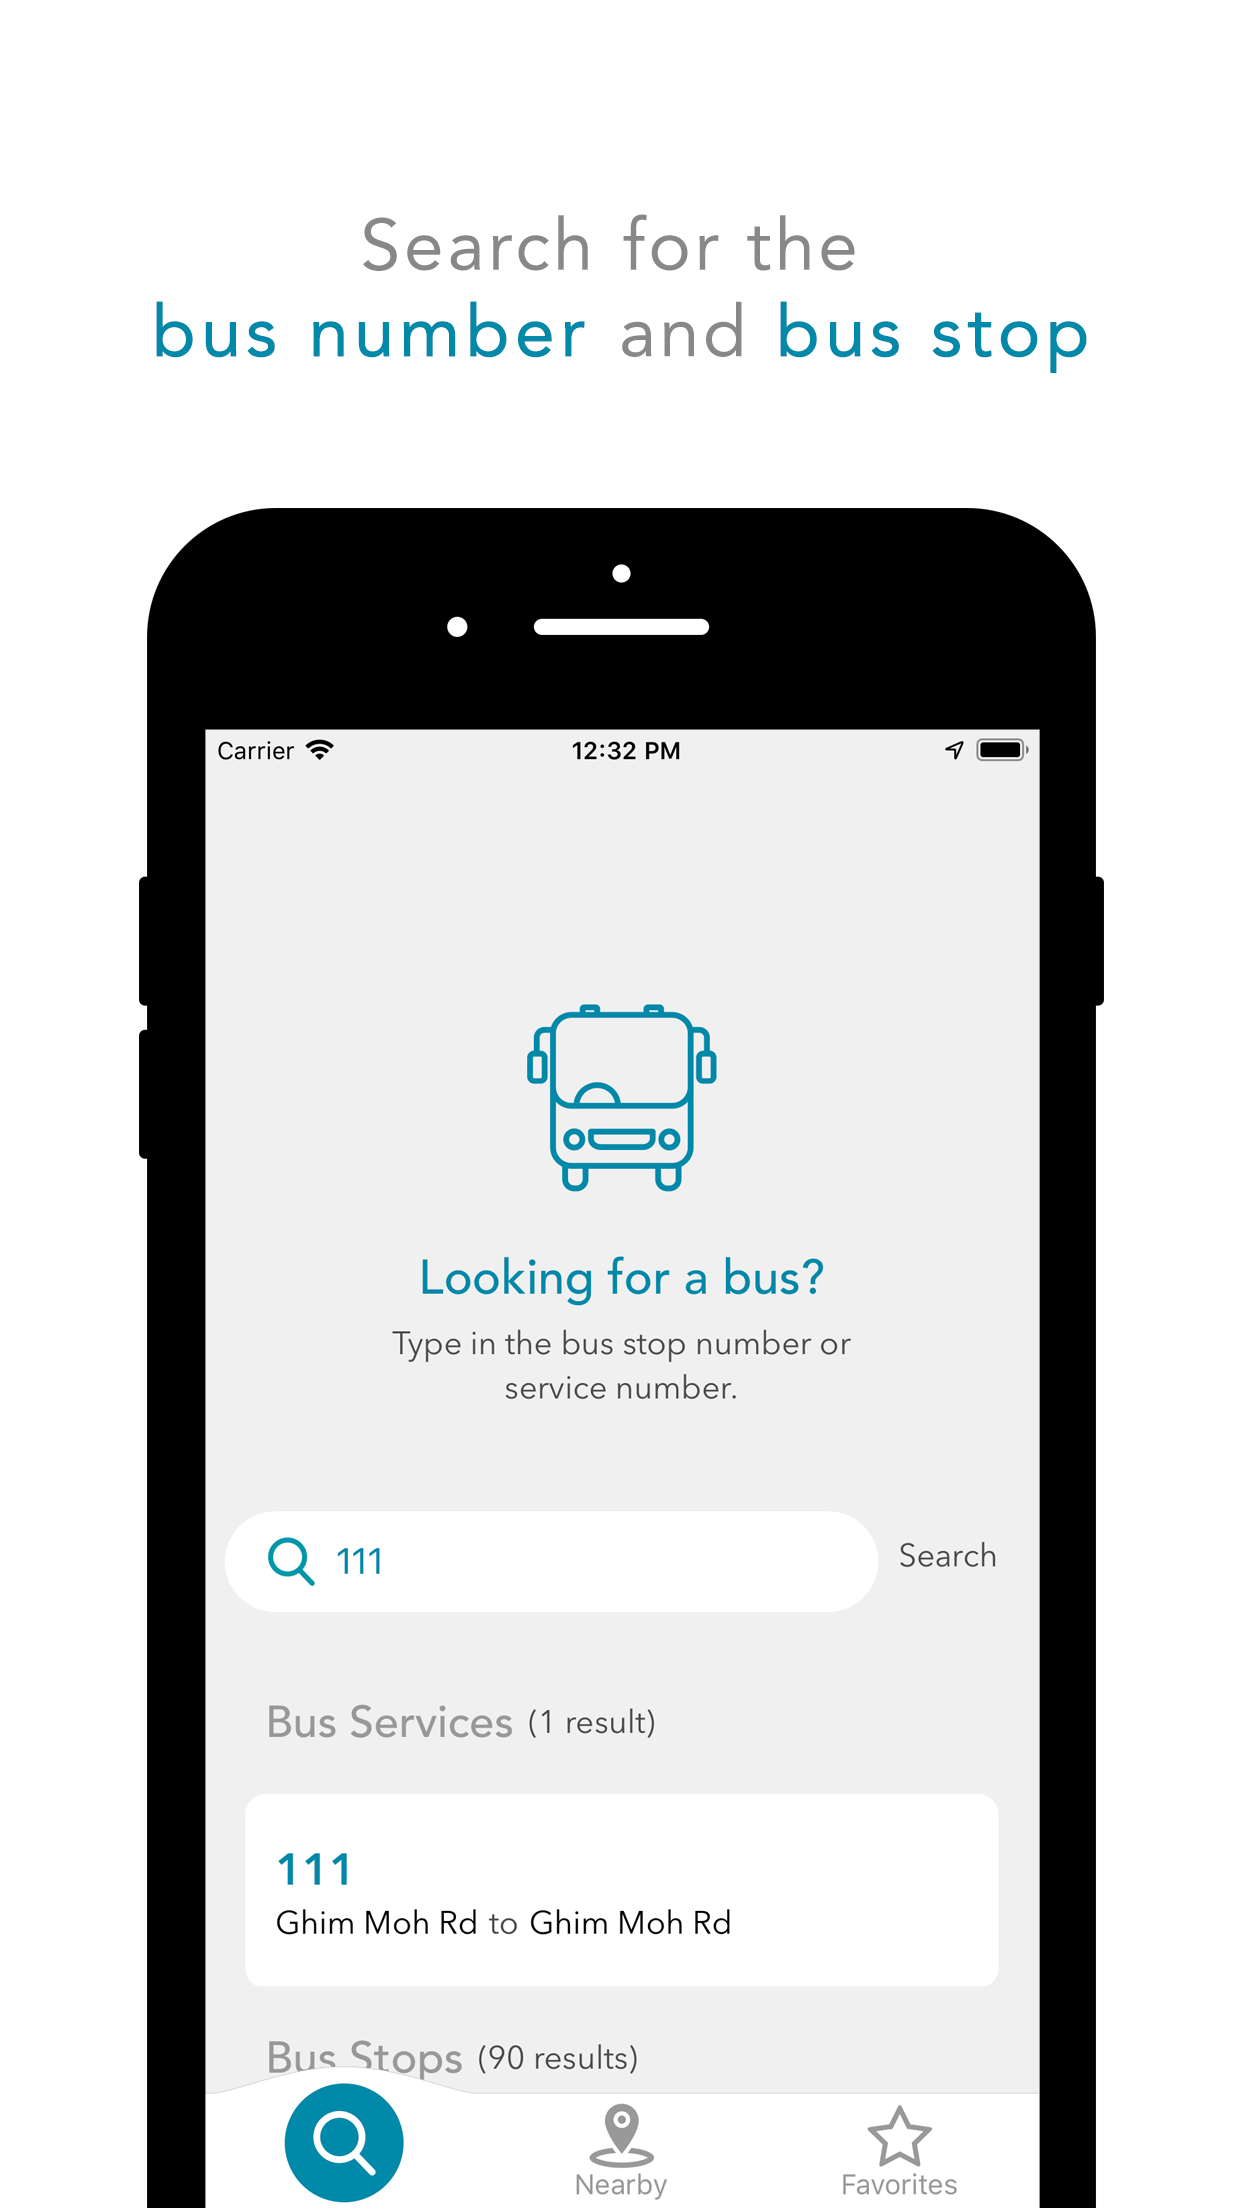 Search for the
bus number and bus stop
Carrier 12:32 PM
Looking for a bus?
Type in the bus stop number or
service number.
111 Search
Bus Services (1 result)
111
Ghim Moh Rd to Ghim Moh Rd
Bus Stops (90 results)
Nearby Favorites